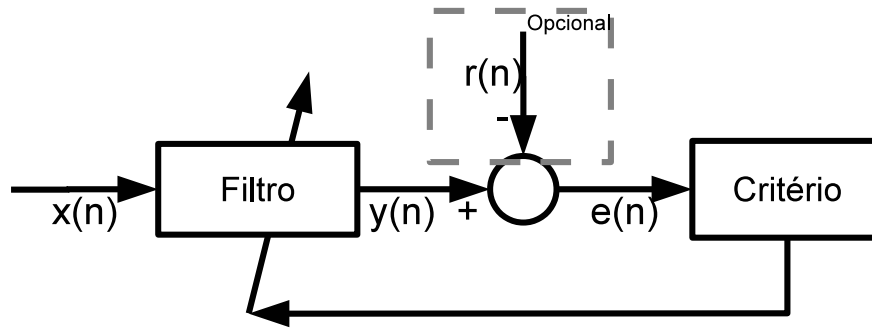 Opcional
r(n)
-
Filtro
Critério
x(n)
y(n)
+
e(n)